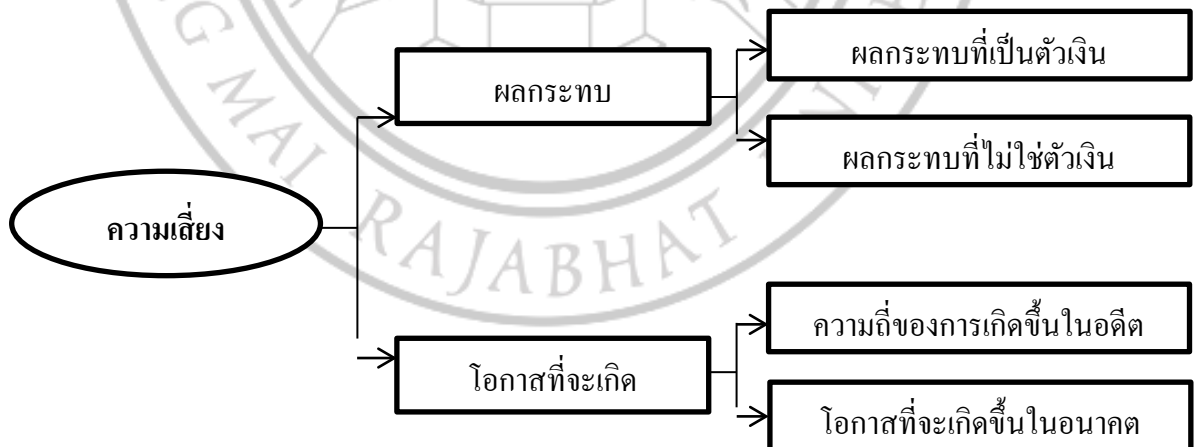 ผลกระทบที่เป็นตัวเงิน
ผลกระทบ
ผลกระทบที่ไม่ใช่ตัวเงิน
ความเสี่ยง
ความถี่ของการเกิดขึ้นในอดีต
โอกาสที่จะเกิด
โอกาสที่จะเกิดขึ้นในอนาคต
NG MAI RAJABHAT